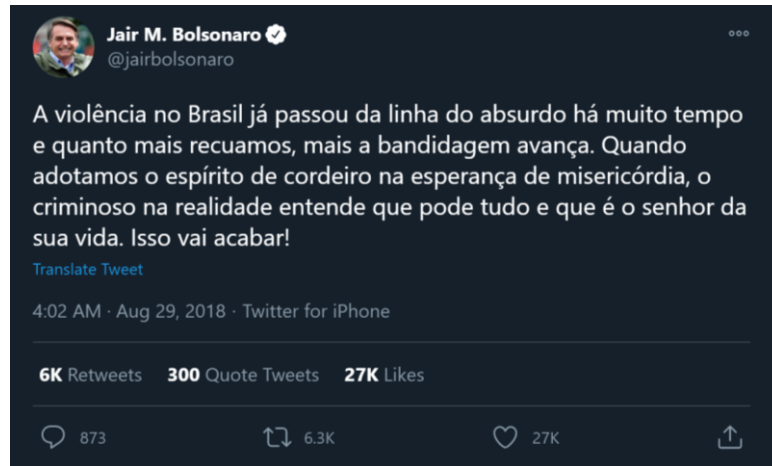 Jair M. Bolsonaro
@jairbolsonaro
A violência no Brasil já passou da linha do absurdo há muito tempo
e quanto mais recuamos, mais a bandidagem avança. Quando
adotamos o espírito de cordeiro na esperança de misericórdia, o
criminoso na realidade entende que pode tudo e que é o senhor da
sua vida. Isso vai acabar!
Translate Tweet
4:02 AM · Aug 29, 2018 · Twitter for iPhone
6K Retweets 300 Quote Tweets 27K Likes
873 6.3K 27K